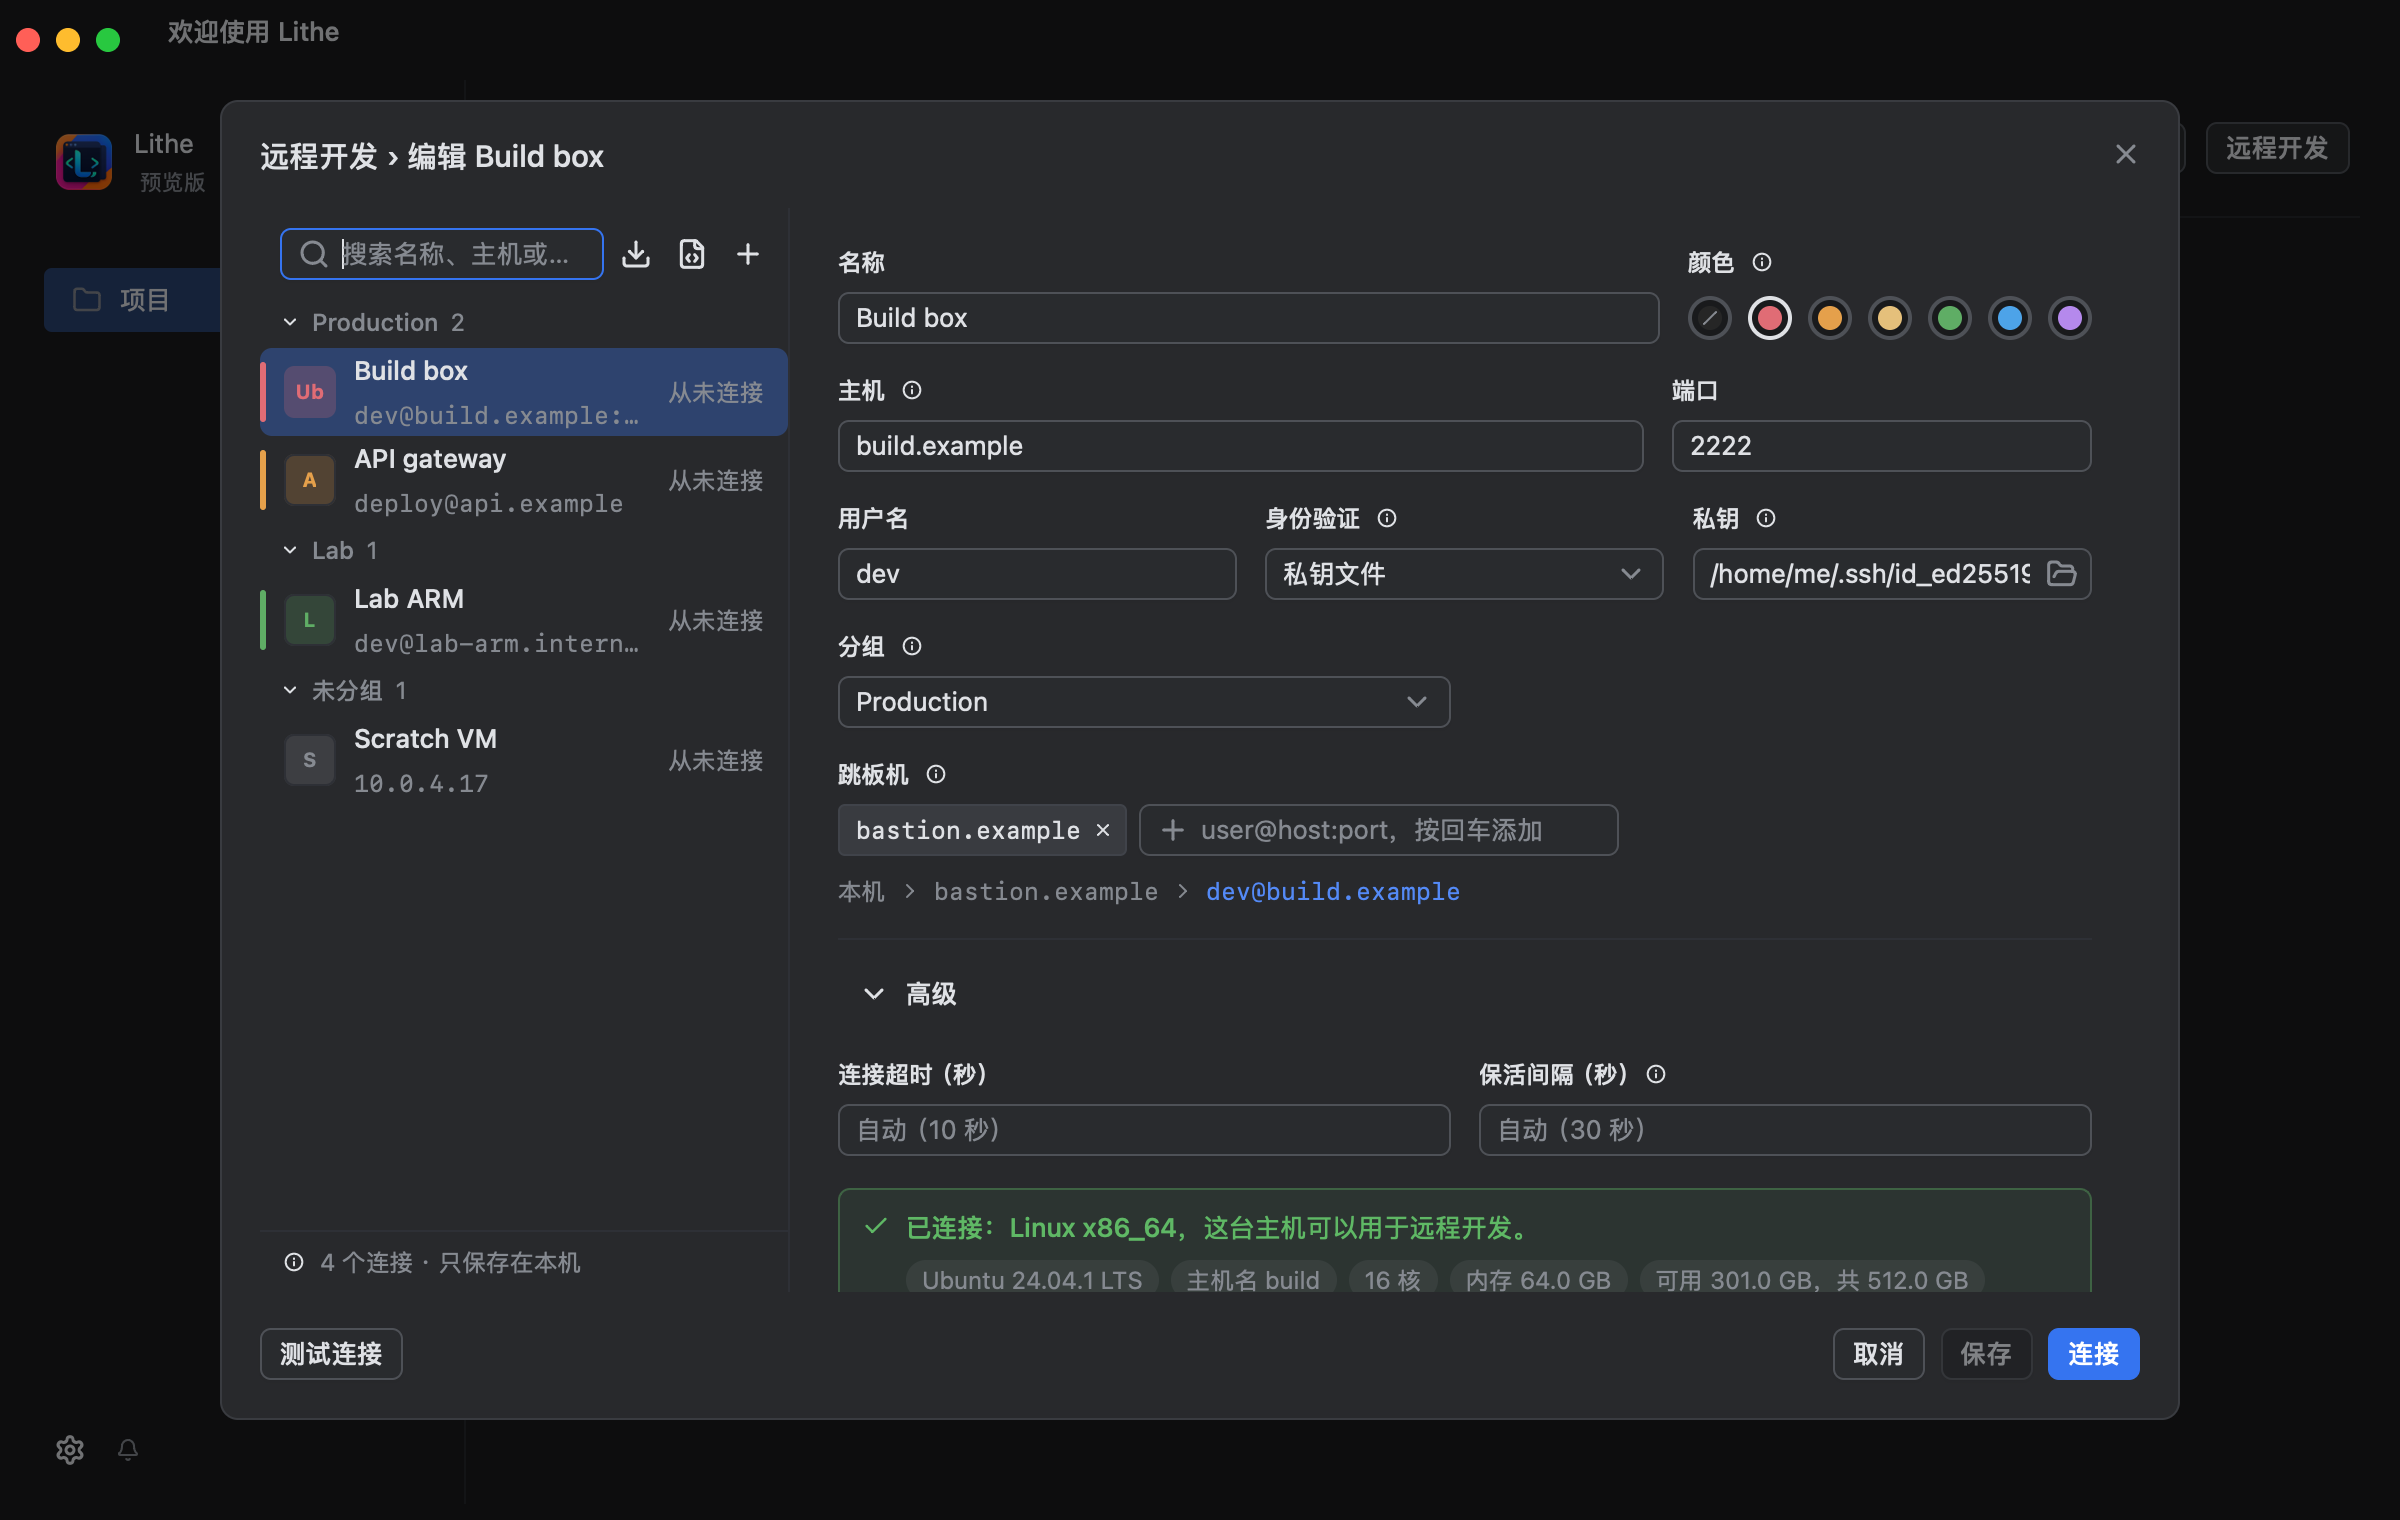 欢迎使用 Lithe
Lithe
预览版
远程开发
项目
远程开发 › 编辑 Build box
搜索名称、主机或...
Production 2
Ub
Build box
dev@build.example:…
从未连接
A
API gateway
deploy@api.example
从未连接
Lab 1
L
Lab ARM
dev@lab-arm.intern…
从未连接
未分组 1
S
Scratch VM
10.0.4.17
从未连接
4 个连接 · 只保存在本机
名称
Build box
颜色
主机
build.example
端口
2222
用户名
dev
身份验证
私钥文件
私钥
/home/me/.ssh/id_ed25519
分组
Production
跳板机
bastion.example ×
user@host:port，按回车添加
本机 > bastion.example > dev@build.example
高级
连接超时（秒）
自动（10 秒）
保活间隔（秒）
自动（30 秒）
已连接：Linux x86_64，这台主机可以用于远程开发。
Ubuntu 24.04.1 LTS 主机名 build 16 核 内存 64.0 GB 可用 301.0 GB，共 512.0 GB
测试连接
取消
保存
连接